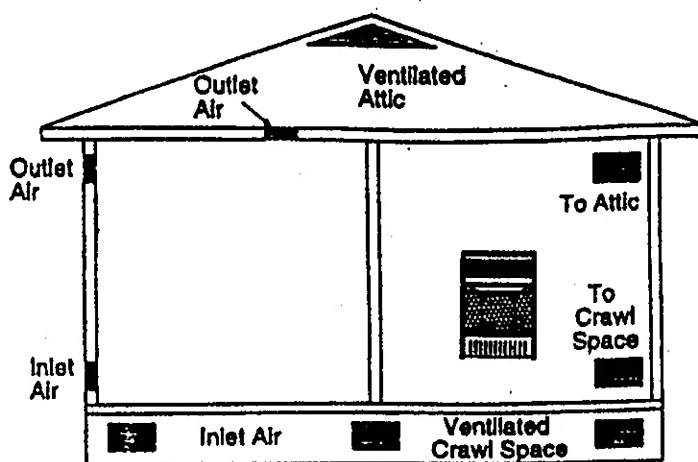 Outlet
Air
Ventilated
Attic
Outlet
Air
To Attic
To
Crawl
Space
Inlet
Air
Inlet Air
Ventilated
Crawl Space